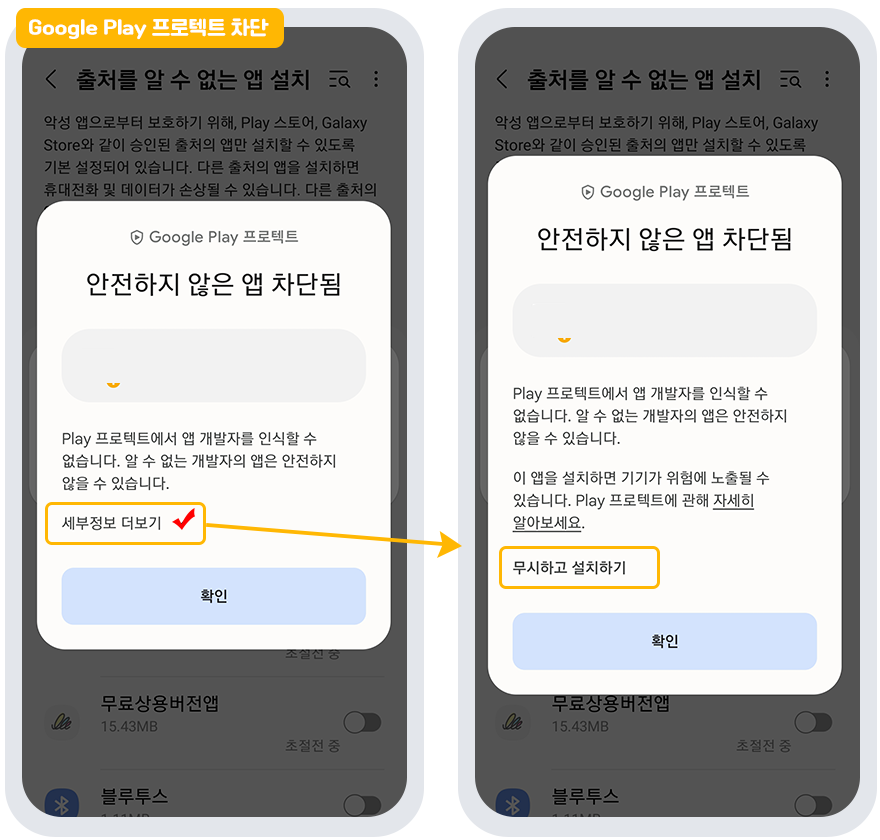 Google Play 프로텍트 차단
출처를 알 수 없는 앱 설치
악성 앱으로부터 보호하기 위해, Play 스토어, Galaxy
Store와 같이 승인된 출처의 앱만 설치할 수 있도록
기본 설정되어 있습니다. 다른 출처의 앱을 설치하면
휴대전화 및 데이터가 손상될 수 있습니다. 다른 출처의
Google Play 프로텍트
안전하지 않은 앱 차단됨
Play 프로텍트에서 앱 개발자를 인식할 수
없습니다. 알 수 없는 개발자의 앱은 안전하지
않을 수 있습니다.
세부정보 더보기
확인
초절전 중
무료상용버전앱
15.43MB
초절전 중
블루투스
출처를 알 수 없는 앱 설치
악성 앱으로부터 보호하기 위해, Play 스토어, Galaxy
Store와 같이 승인된 출처의 앱만 설치할 수 있도록
Google Play 프로텍트
안전하지 않은 앱 차단됨
Play 프로텍트에서 앱 개발자를 인식할 수
없습니다. 알 수 없는 개발자의 앱은 안전하지
않을 수 있습니다.
이 앱을 설치하면 기기가 위험에 노출될 수
있습니다. Play 프로텍트에 관해 자세히
알아보세요.
무시하고 설치하기
확인
무료상용버전앱
15.43MB
초절전 중
블루투스